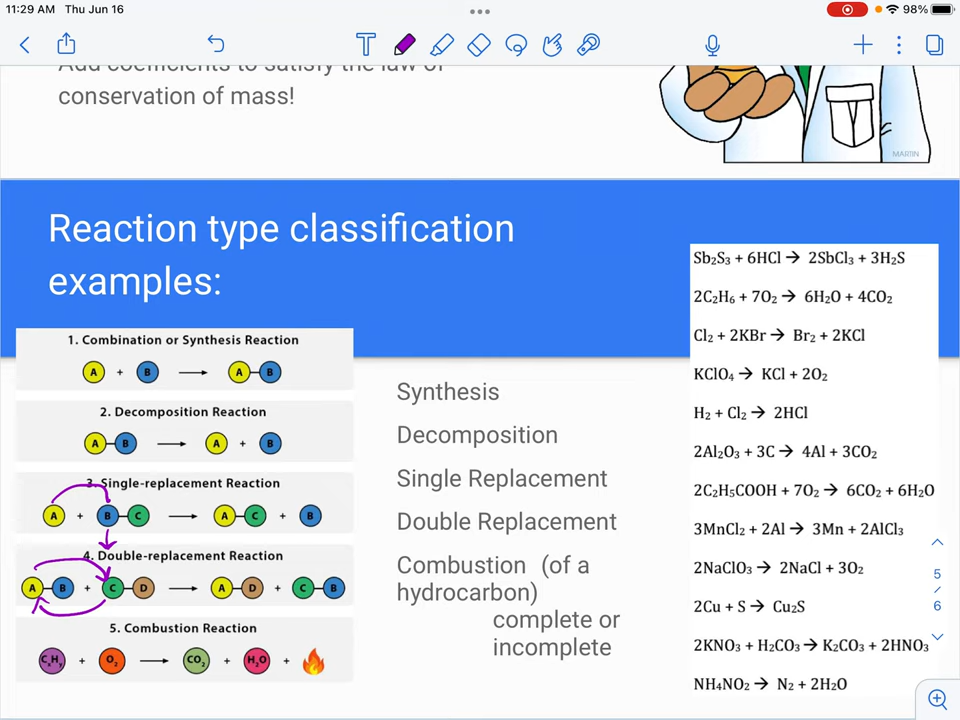 11:29 AM Thu Jun 16
98%
Add coefficients to satisfy the law of
conservation of mass!
MARTIN
Reaction type classification
examples:
1. Combination or Synthesis Reaction
A + B → A B
2. Decomposition Reaction
A B → A + B
3. Single-replacement Reaction
A + B C → A C + B
4. Double-replacement Reaction
A B + C D → A D + C B
5. Combustion Reaction
CₓHᵧ + O₂ → CO₂ + H₂O +
Synthesis
Decomposition
Single Replacement
Double Replacement
Combustion (of a
hydrocarbon)
complete or
incomplete
Sb₂S₃ + 6HCl → 2SbCl₃ + 3H₂S
2C₂H₆ + 7O₂ → 6H₂O + 4CO₂
Cl₂ + 2KBr → Br₂ + 2KCl
KClO₄ → KCl + 2O₂
H₂ + Cl₂ → 2HCl
2Al₂O₃ + 3C → 4Al + 3CO₂
2C₂H₅COOH + 7O₂ → 6CO₂ + 6H₂O
3MnCl₂ + 2Al → 3Mn + 2AlCl₃
2NaClO₃ → 2NaCl + 3O₂
2Cu + S → Cu₂S
2KNO₃ + H₂CO₃ → K₂CO₃ + 2HNO₃
NH₄NO₂ → N₂ + 2H₂O
5
/
6